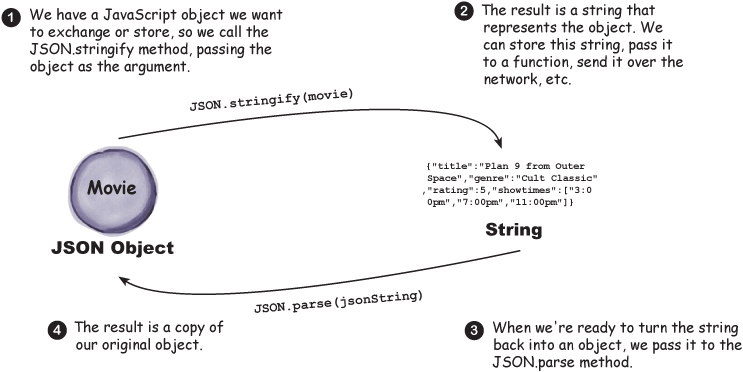 1 We have a JavaScript object we want
to exchange or store, so we call the
JSON.stringify method, passing the
object as the argument.
2 The result is a string that
represents the object. We
can store this string, pass it
to a function, send it over the
network, etc.
JSON.stringify(movie)
Movie
JSON Object
{"title":"Plan 9 from Outer
Space","genre":"Cult Classic"
,"rating":5,"showtimes":["3:0
0pm","7:00pm","11:00pm"]}
String
JSON.parse(jsonString)
4 The result is a copy of
our original object.
3 When we're ready to turn the string
back into an object, we pass it to the
JSON.parse method.